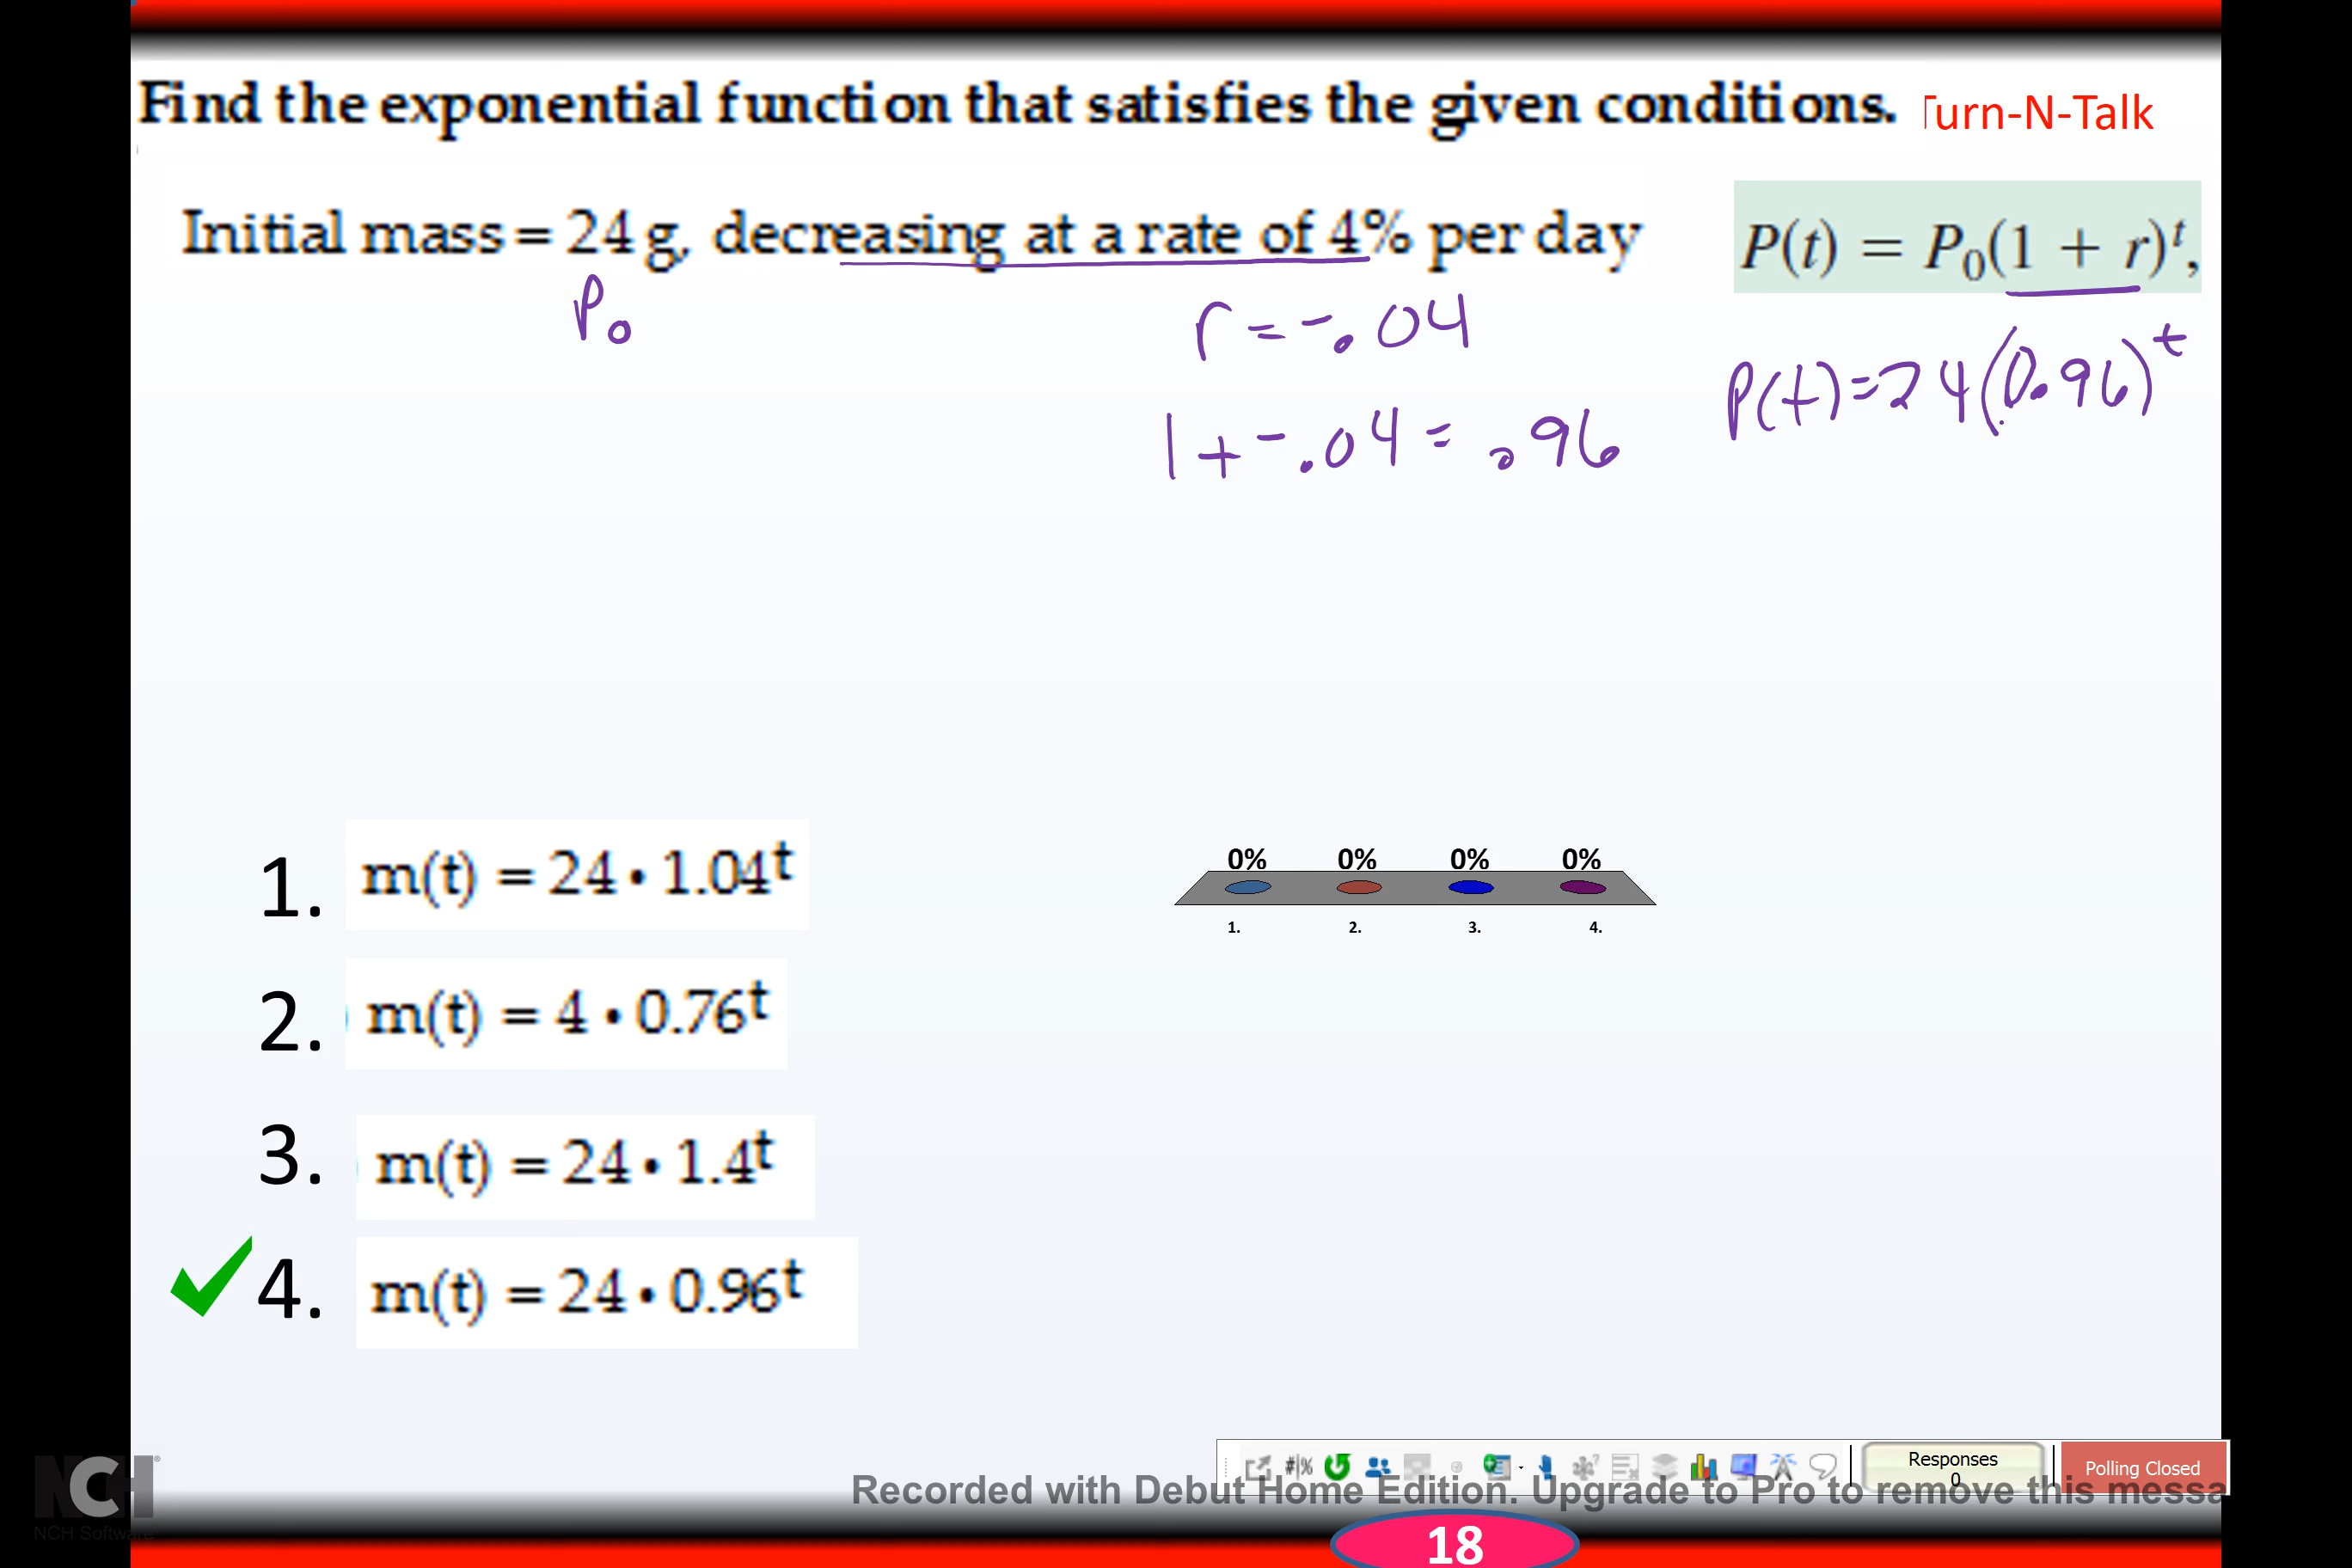 Find the exponential function that satisfies the given conditions. Turn-N-Talk
Initial mass = 24 g, decreasing at a rate of 4% per day
P(t) = P₀(1 + r)ᵗ,
P₀
r = -.04
P(t)=24(0.96)ᵗ
1 + -.04 = .96
1. m(t) = 24 • 1.04ᵗ
2. m(t) = 4 • 0.76ᵗ
3. m(t) = 24 • 1.4ᵗ
4. m(t) = 24 • 0.96ᵗ
0% 0% 0% 0%
1. 2. 3. 4.
Responses
0
Polling Closed
Recorded with Debut Home Edition. Upgrade to Pro to remove this messa
NCH®
NCH Software
18